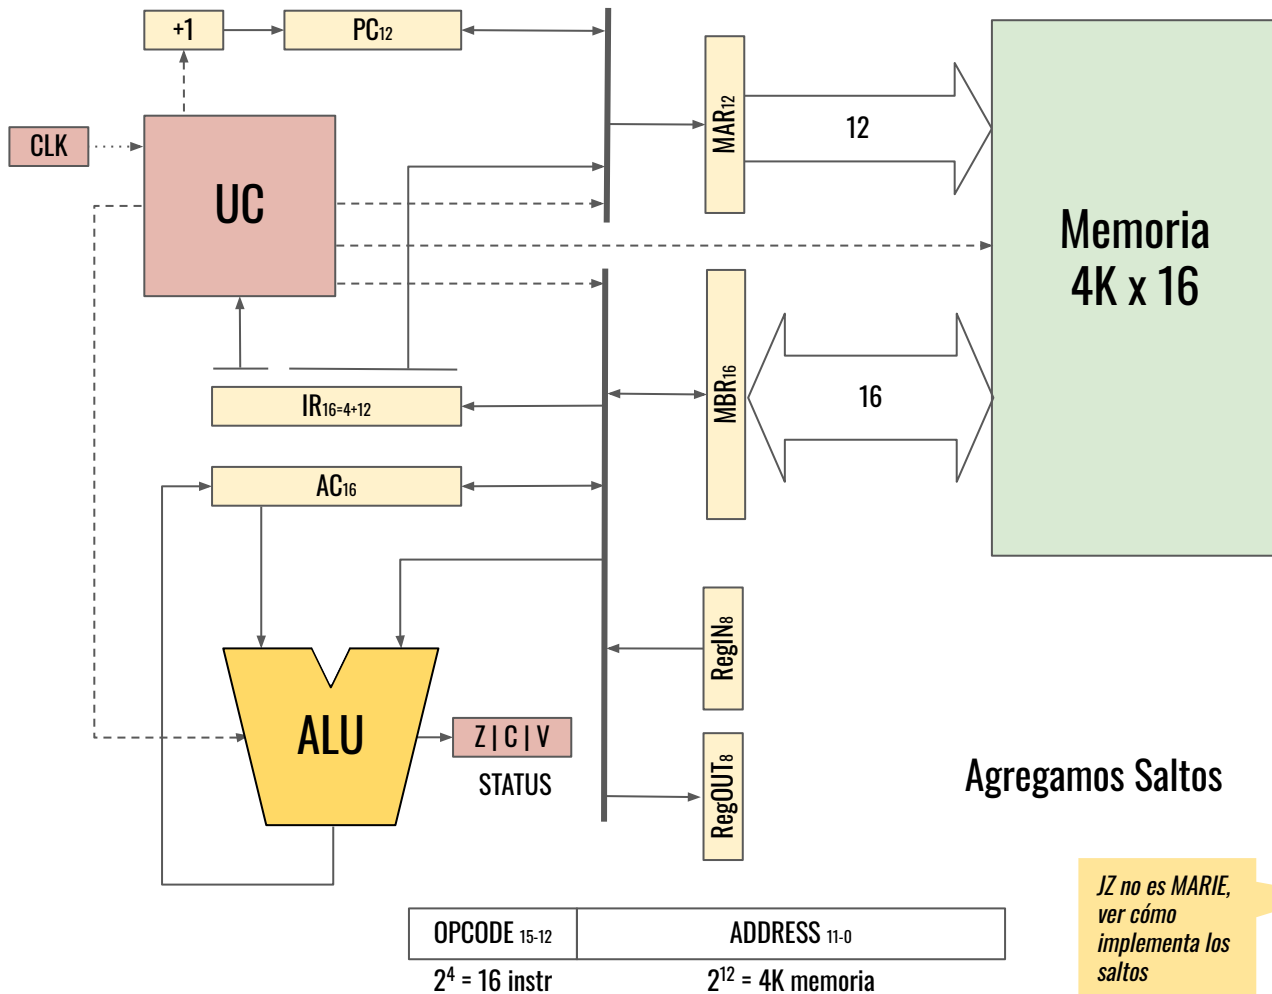 +1
PC12
CLK
UC
MAR12
12
Memoria
4K x 16
MBR16
16
IR16=4+12
AC16
RegIN8
ALU
Z | C | V
STATUS
RegOUT8
Agregamos Saltos
JZ no es MARIE,
ver cómo
implementa los
saltos
OPCODE 15-12
ADDRESS 11-0
2⁴ = 16 instr
2¹² = 4K memoria